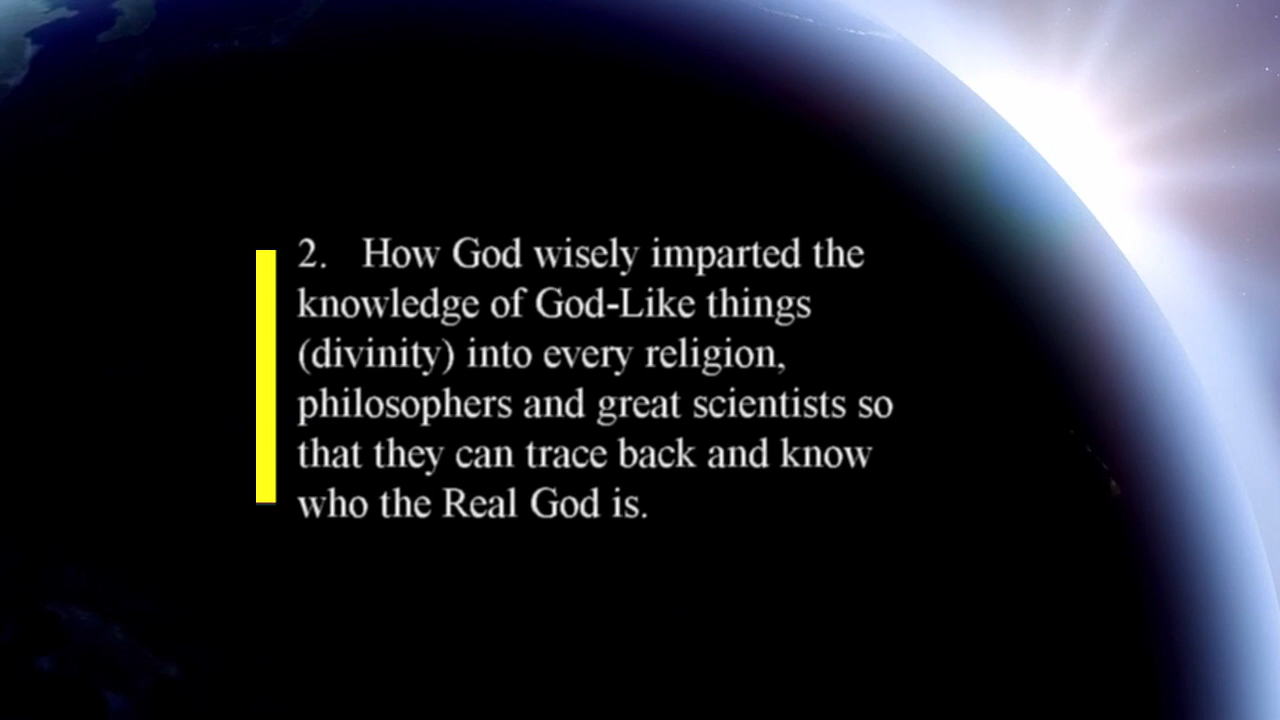 2. How God wisely imparted the
knowledge of God-Like things
(divinity) into every religion,
philosophers and great scientists so
that they can trace back and know
who the Real God is.